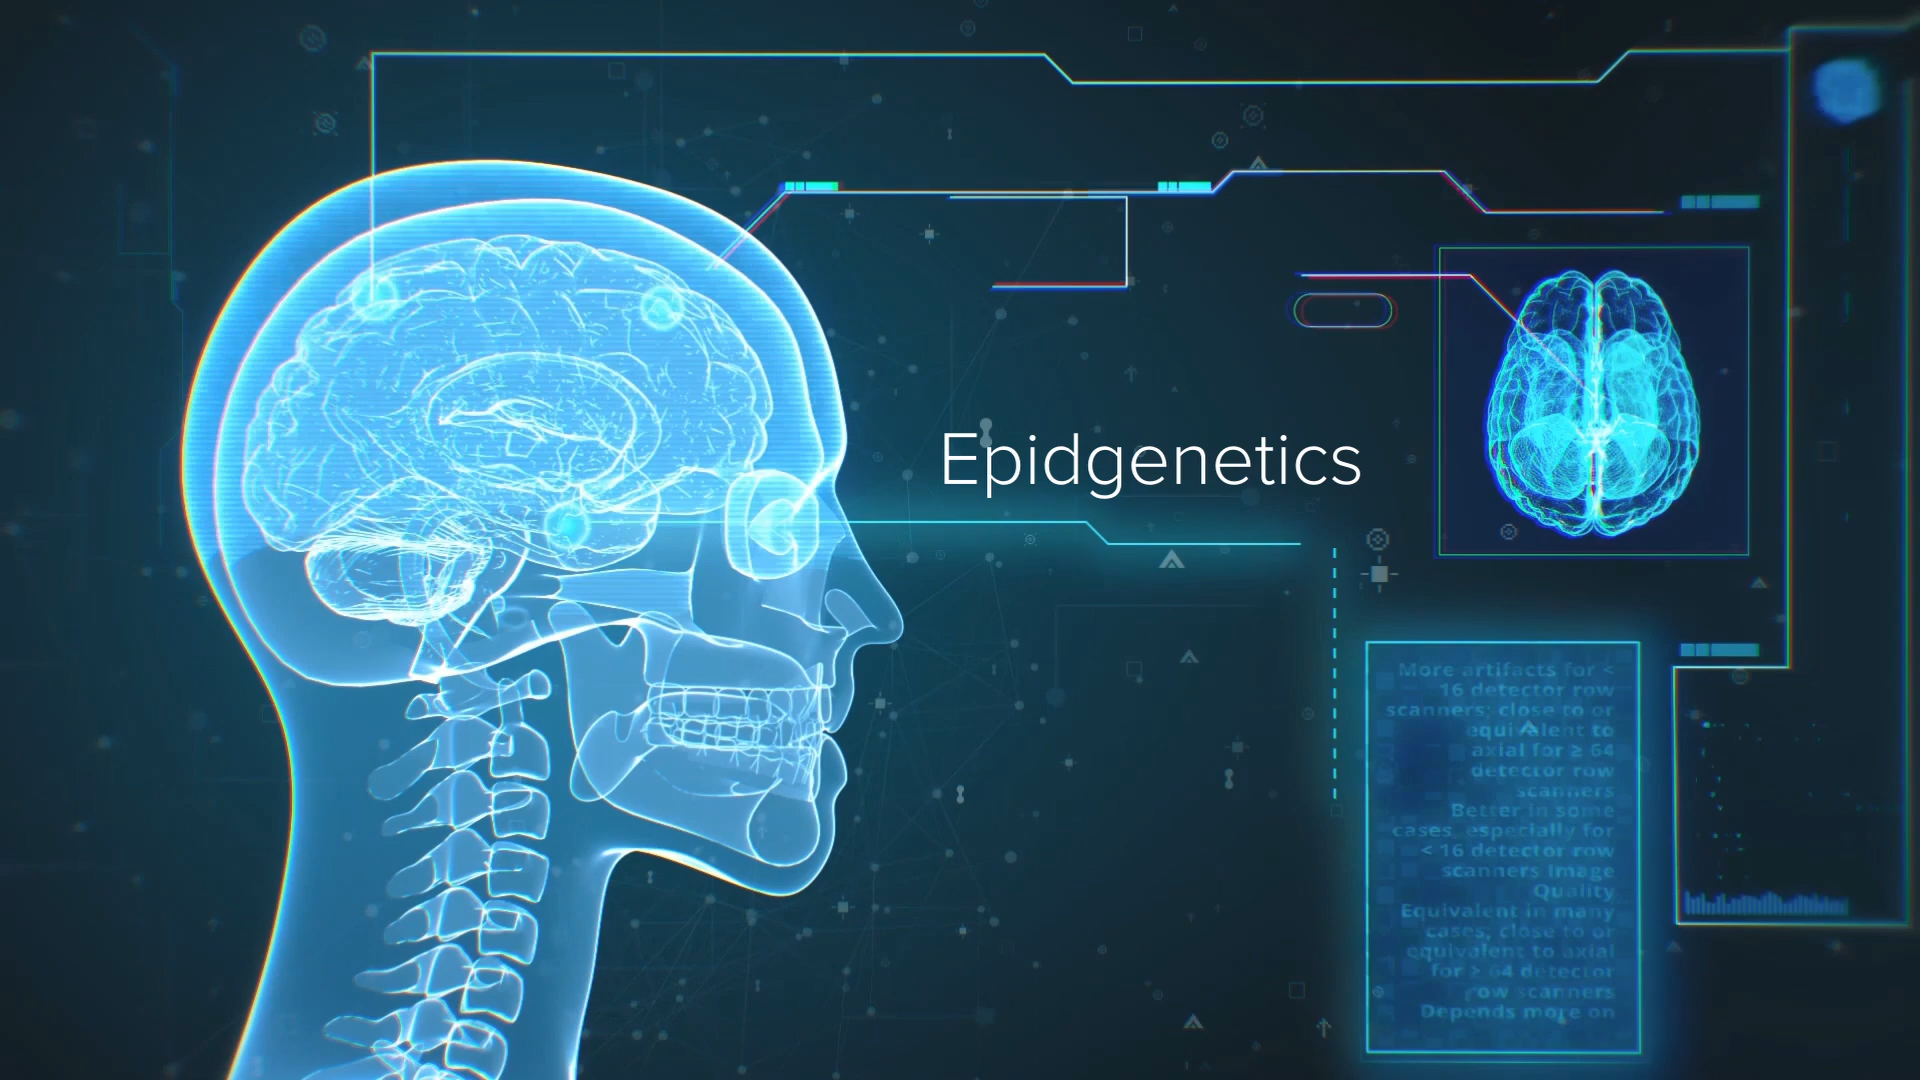 Epidgenetics
More artifacts for <
16 detector row
scanners; close to or
equivalent to
axial for ≥ 64
detector row
scanners
Better in some
cases, especially for
< 16 detector row
scanners Image
Quality
Equivalent in many
cases; close to or
equivalent to axial
for ≥ 64 detector
row scanners
Depends more on